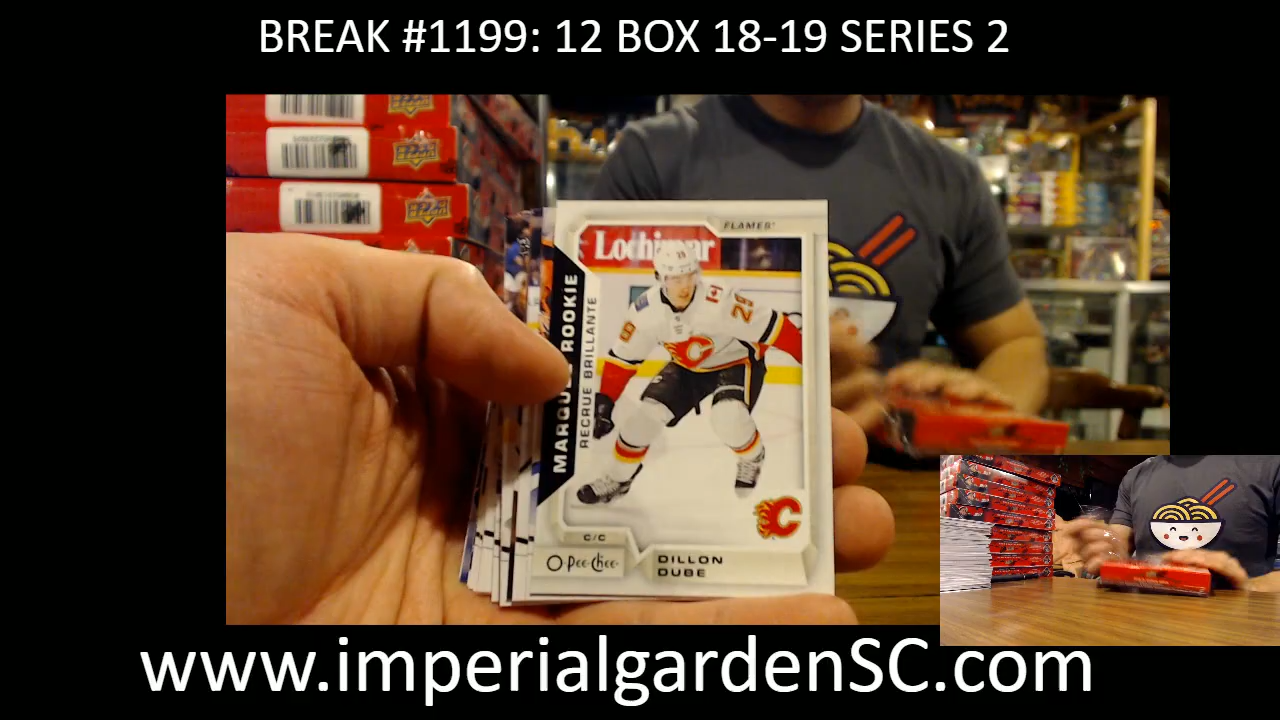 BREAK #1199: 12 BOX 18-19 SERIES 2
FLAMES
Lochinvar
29
29
ROOKIE
RECRUE BRILLANTE
C/C
O-Pee-Chee
DILLON
DUBE
www.imperialgardenSC.com